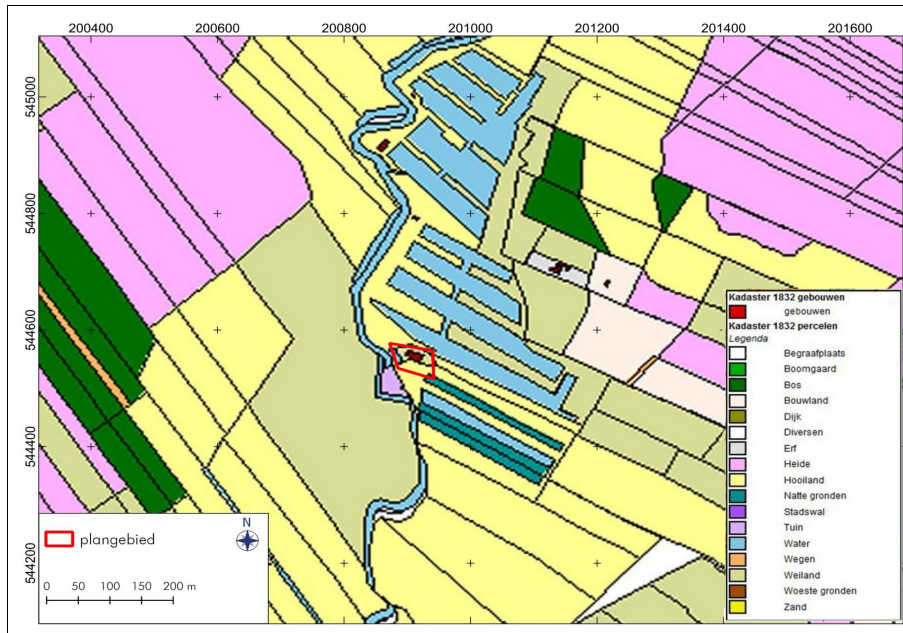 200400 200600 200800 201000 201200 201400 201600
545000
544800
544600
544400
544200
Kadaster 1832 gebouwen
gebouwen
Kadaster 1832 percelen
Legenda
Begraafplaats
Boomgaard
Bos
Bouwland
Dijk
Diversen
Erf
Heide
Hooiland
Natte gronden
Stadswal
Tuin
Water
Wegen
Weiland
Woeste gronden
Zand
N
plangebied
0 50 100 150 200 m